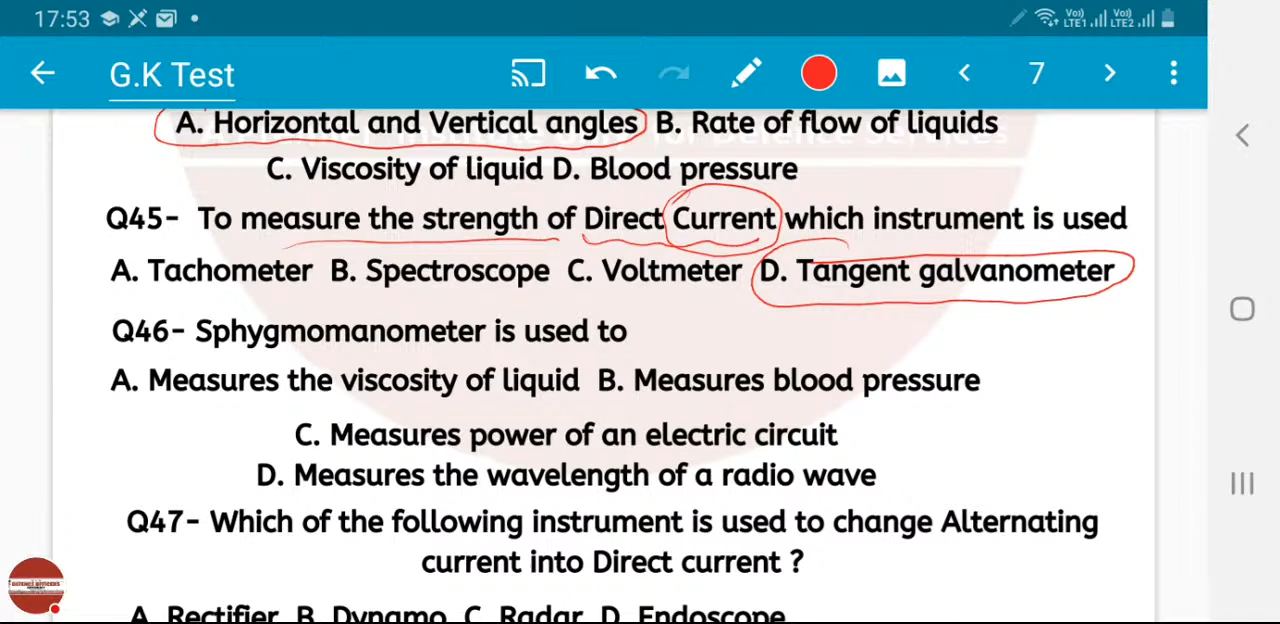 17:53
Vo) LTE1 Vo) LTE2
G.K Test
7
A. Horizontal and Vertical angles B. Rate of flow of liquids
C. Viscosity of liquid D. Blood pressure
Q45- To measure the strength of Direct Current which instrument is used
A. Tachometer B. Spectroscope C. Voltmeter D. Tangent galvanometer
Q46- Sphygmomanometer is used to
A. Measures the viscosity of liquid B. Measures blood pressure
C. Measures power of an electric circuit
D. Measures the wavelength of a radio wave
Q47- Which of the following instrument is used to change Alternating
current into Direct current ?
A. Rectifier B. Dynamo C. Radar D. Endoscope